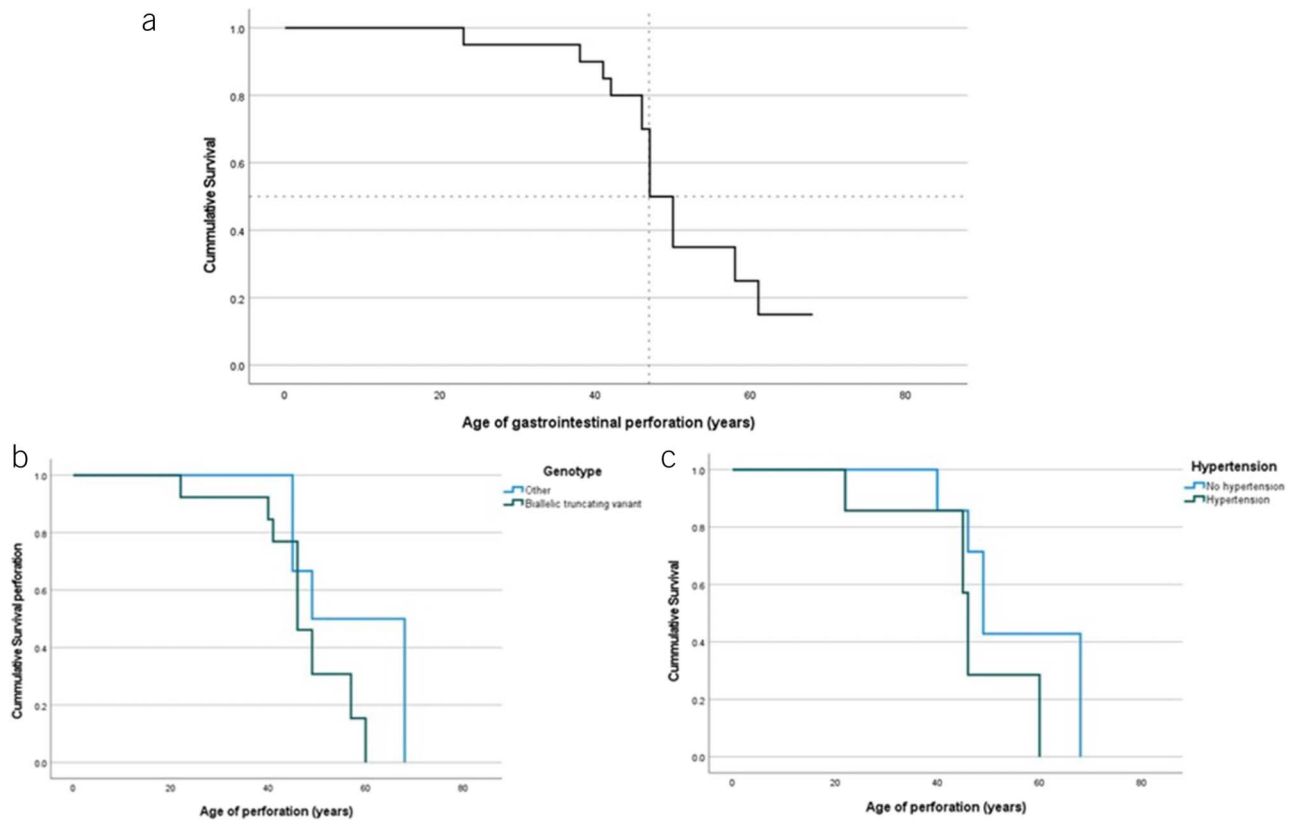 a
1.0
0.8
0.6
0.4
0.2
0.0
Cummulative Survival
0 20 40 60 80
Age of gastrointestinal perforation (years)
b
1.0
0.8
0.6
0.4
0.2
0.0
Cummulative Survival perforation
0 20 40 60 80
Age of perforation (years)
Genotype
Other
Biallelic truncating variant
c
1.0
0.8
0.6
0.4
0.2
0.0
Cummulative Survival
0 20 40 60 80
Age of perforation (years)
Hypertension
No hypertension
Hypertension